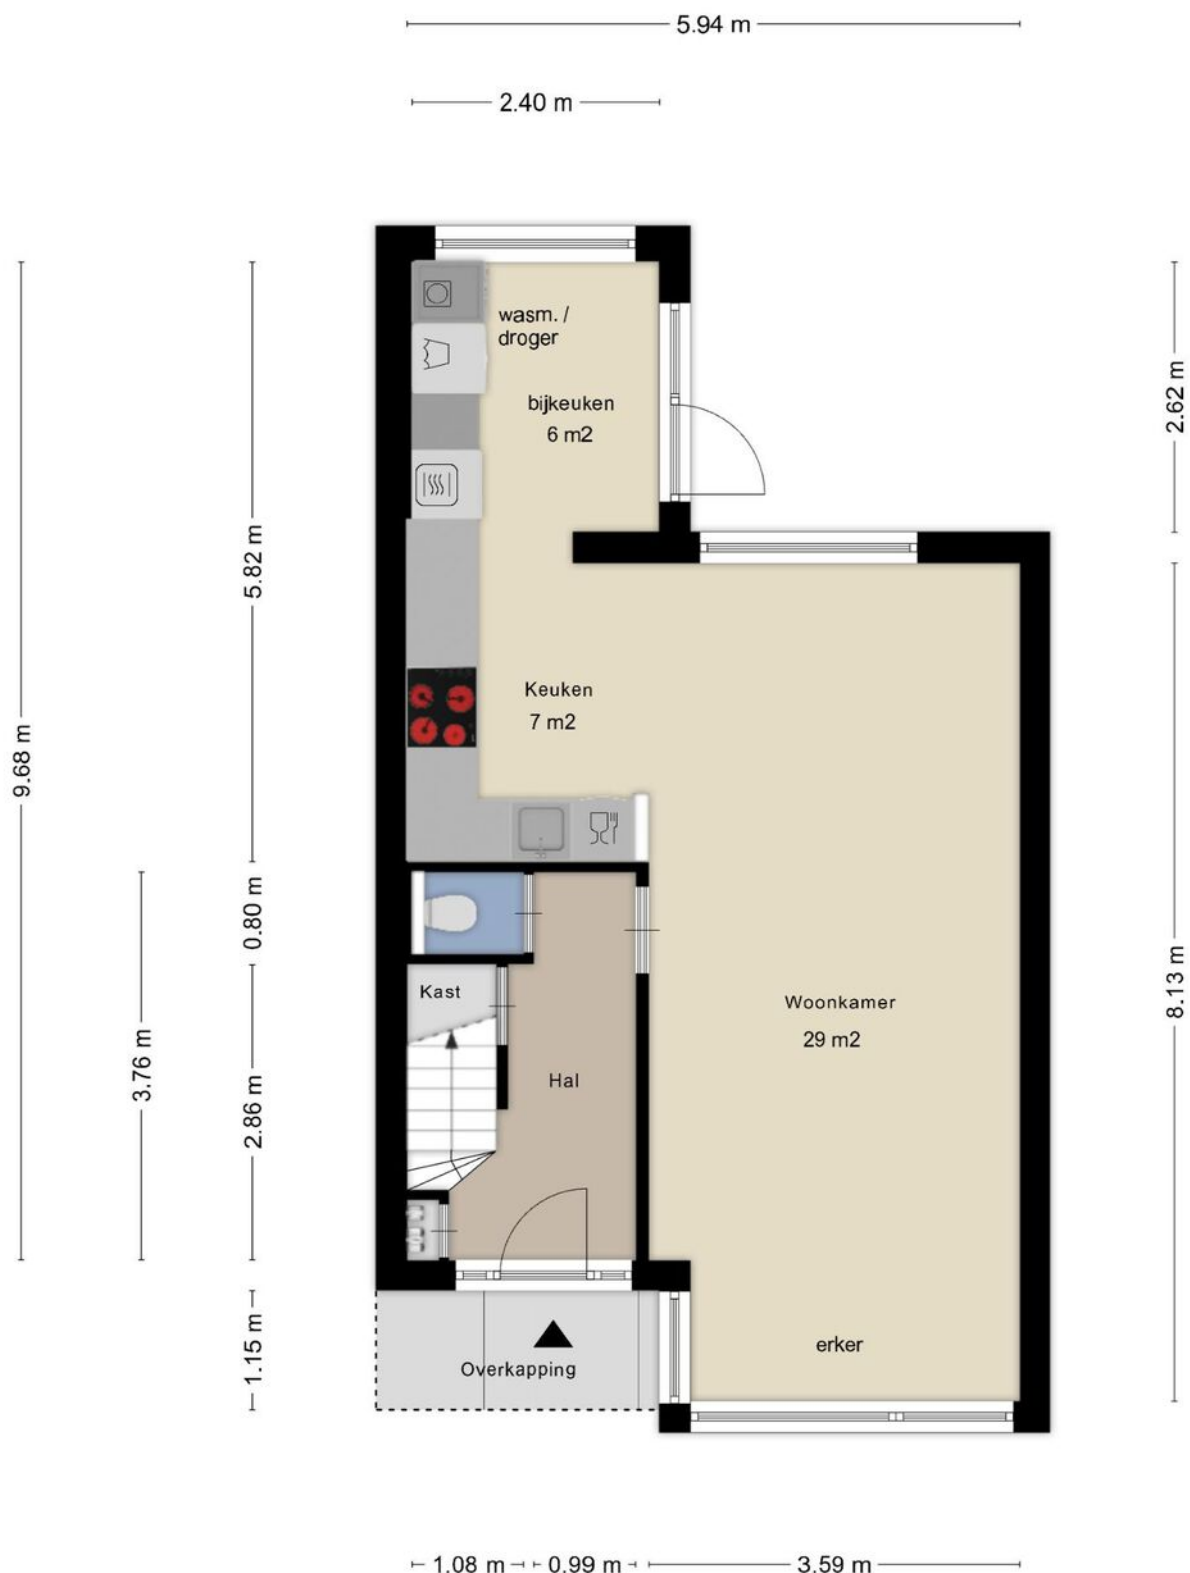 5.94 m
2.40 m
wasm. /
droger
bijkeuken
6 m2
2.62 m
5.82 m
Keuken
7 m2
9.68 m
0.80 m
Kast
Woonkamer
29 m2
8.13 m
3.76 m
2.86 m
Hal
1.15 m
erker
Overkapping
1.08 m
0.99 m
3.59 m